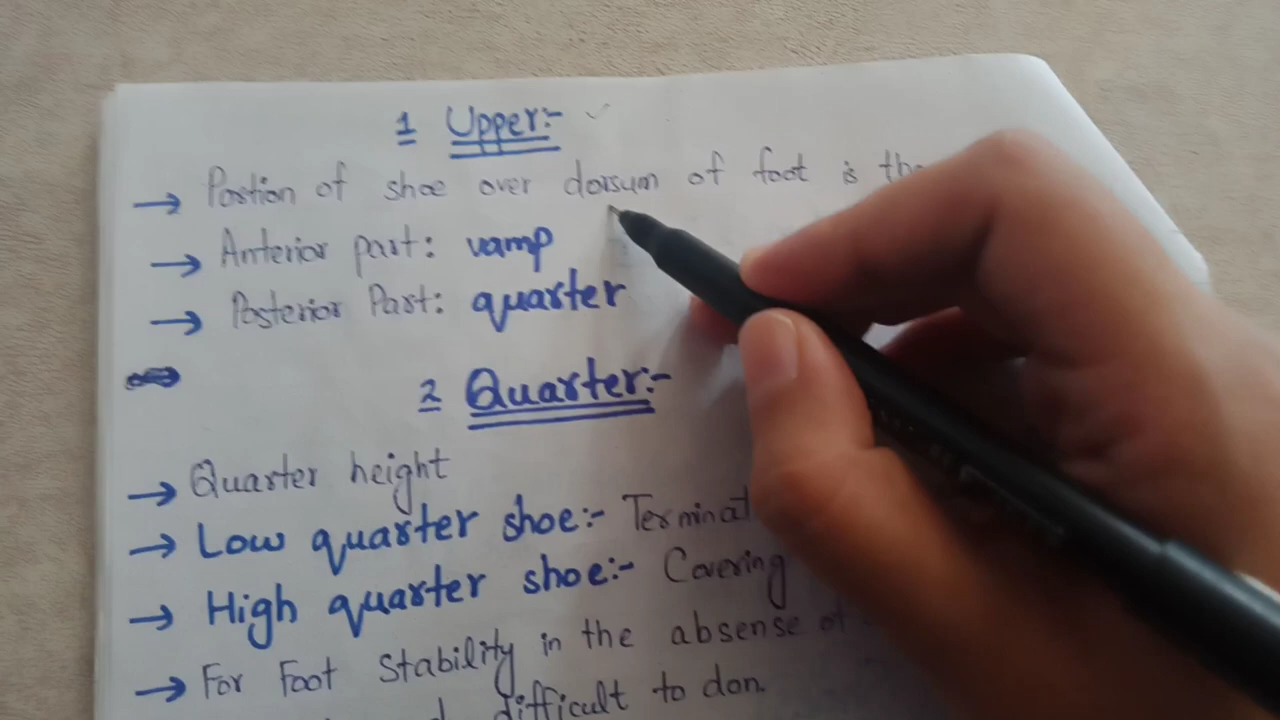 1 Upper:-
→ Portion of shoe over dorsum of foot is the
→ Anterior part: vamp
→ Posterior Part: quarter
2 Quarter:-
→ Quarter height
→ Low quarter shoe:- Terminat
→ High quarter shoe:- Covering
→ For Foot Stability in the absense of
difficult to don.